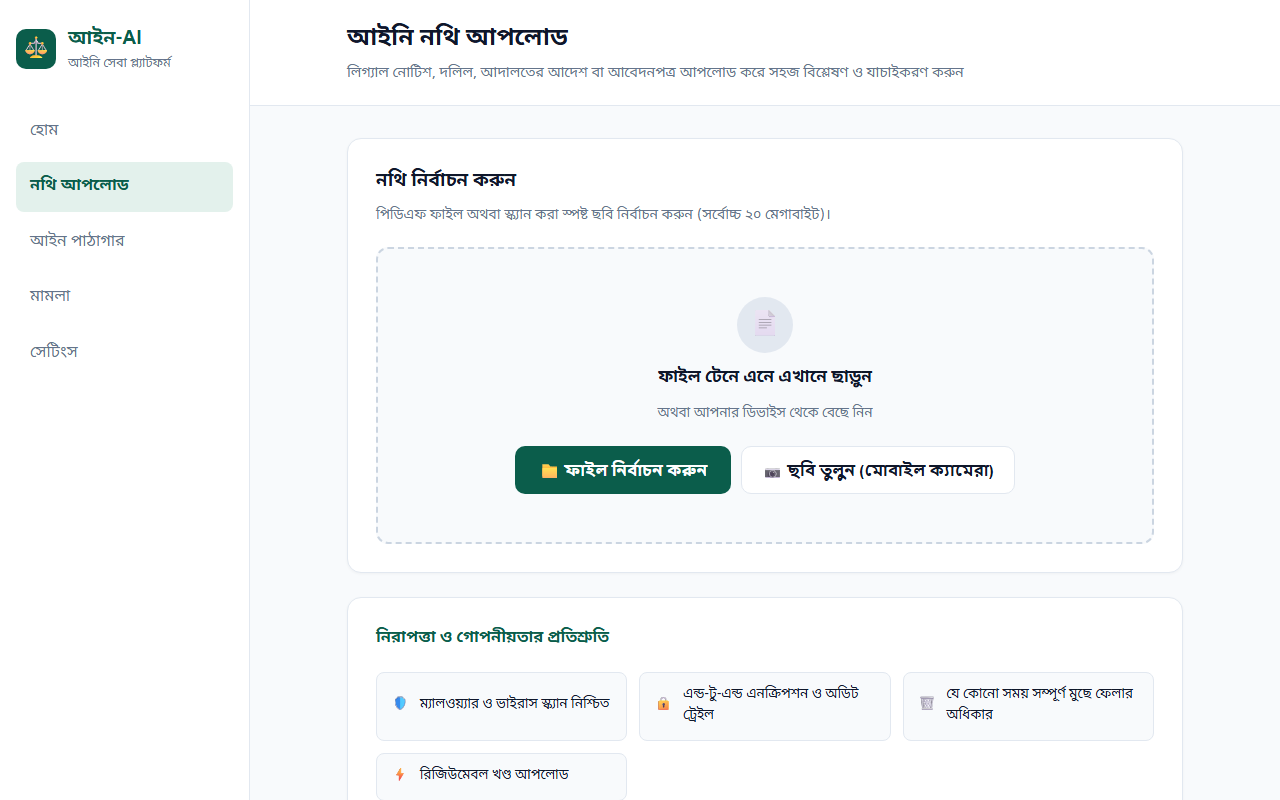 আইন-AI
আইনি সেবা প্ল্যাটফর্ম
হোম
নথি আপলোড
আইন পাঠাগার
মামলা
সেটিংস
আইনি নথি আপলোড
লিগ্যাল নোটিশ, দলিল, আদালতের আদেশ বা আবেদনপত্র আপলোড করে সহজ বিশ্লেষণ ও যাচাইকরণ করুন
নথি নির্বাচন করুন
পিডিএফ ফাইল অথবা স্ক্যান করা স্পষ্ট ছবি নির্বাচন করুন (সর্বোচ্চ ২০ মেগাবাইট)।
ফাইল টেনে এনে এখানে ছাড়ুন
অথবা আপনার ডিভাইস থেকে বেছে নিন
ফাইল নির্বাচন করুন
ছবি তুলুন (মোবাইল ক্যামেরা)
নিরাপত্তা ও গোপনীয়তার প্রতিশ্রুতি
ম্যালওয়্যার ও ভাইরাস স্ক্যান নিশ্চিত
এন্ড-টু-এন্ড এনক্রিপশন ও অডিট
ট্রেইল
যে কোনো সময় সম্পূর্ণ মুছে ফেলার
অধিকার
রিজিউমেবল খণ্ড আপলোড